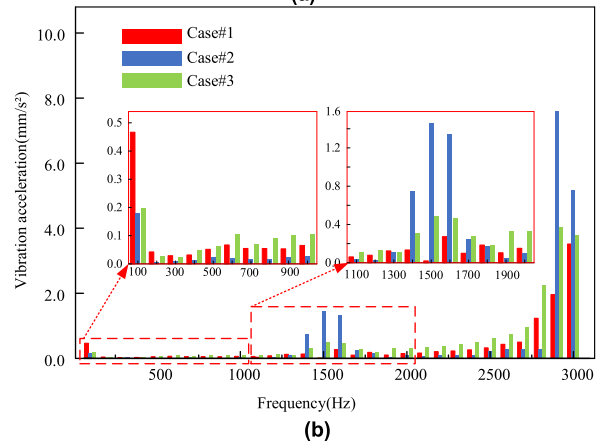 (a)
10.0
8.0
6.0
4.0
2.0
0.0
Vibration acceleration(mm/s²)
Case#1
Case#2
Case#3
0.5
0.4
0.3
0.2
0.1
0.0
100 300 500 700 900
1.6
1.2
0.8
0.4
0.0
1100 1300 1500 1700 1900
500 1000 1500 2000 2500 3000
Frequency(Hz)
(b)